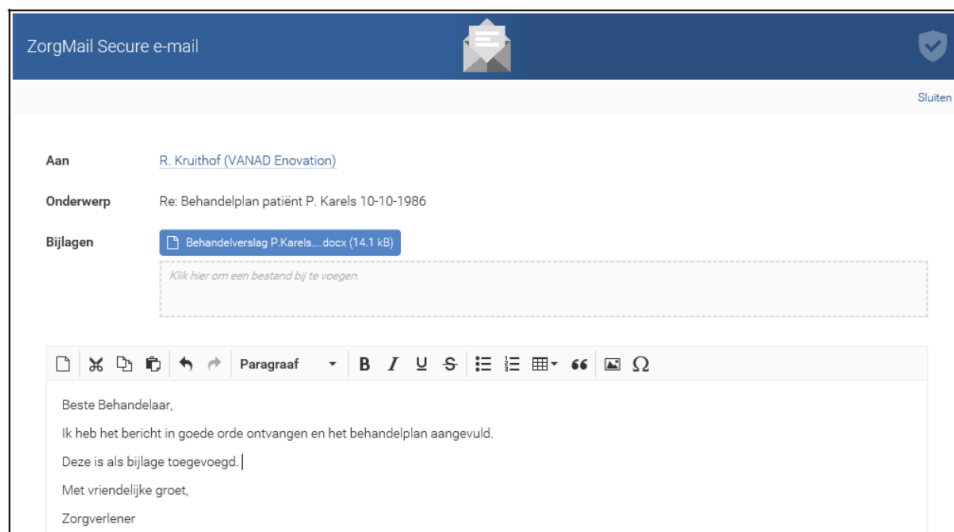 ZorgMail Secure e-mail
Sluiten
Aan R. Kruithof (VANAD Enovation)
Onderwerp Re: Behandelplan patiënt P. Karels 10-10-1986
Bijlagen Behandelverslag P.Karels....docx (14.1 kB)
Klik hier om een bestand bij te voegen.
Paragraaf B I U S Ω
Beste Behandelaar,
Ik heb het bericht in goede orde ontvangen en het behandelplan aangevuld.
Deze is als bijlage toegevoegd.
Met vriendelijke groet,
Zorgverlener